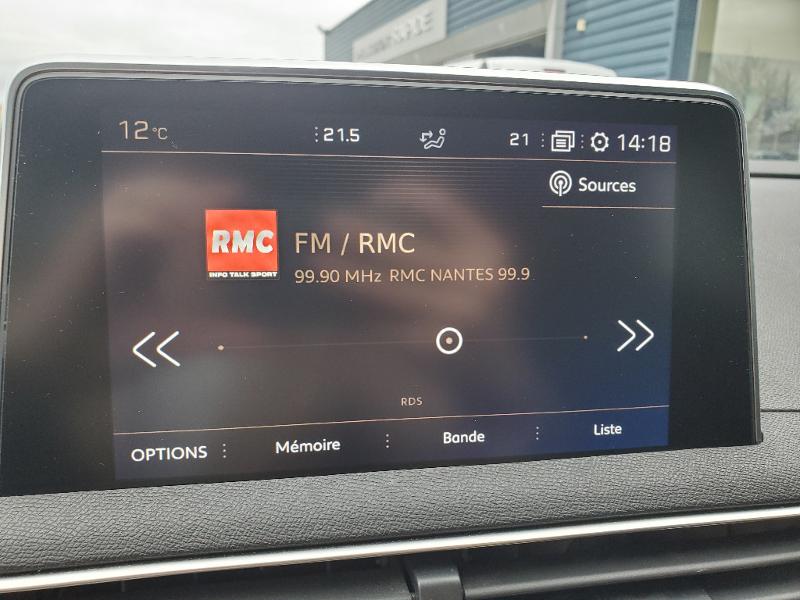 12°C 21.5 21 14:18
Sources
RMC
INFO TALK SPORT
FM / RMC
99.90 MHz RMC NANTES 99.9
RDS
OPTIONS Mémoire Bande Liste